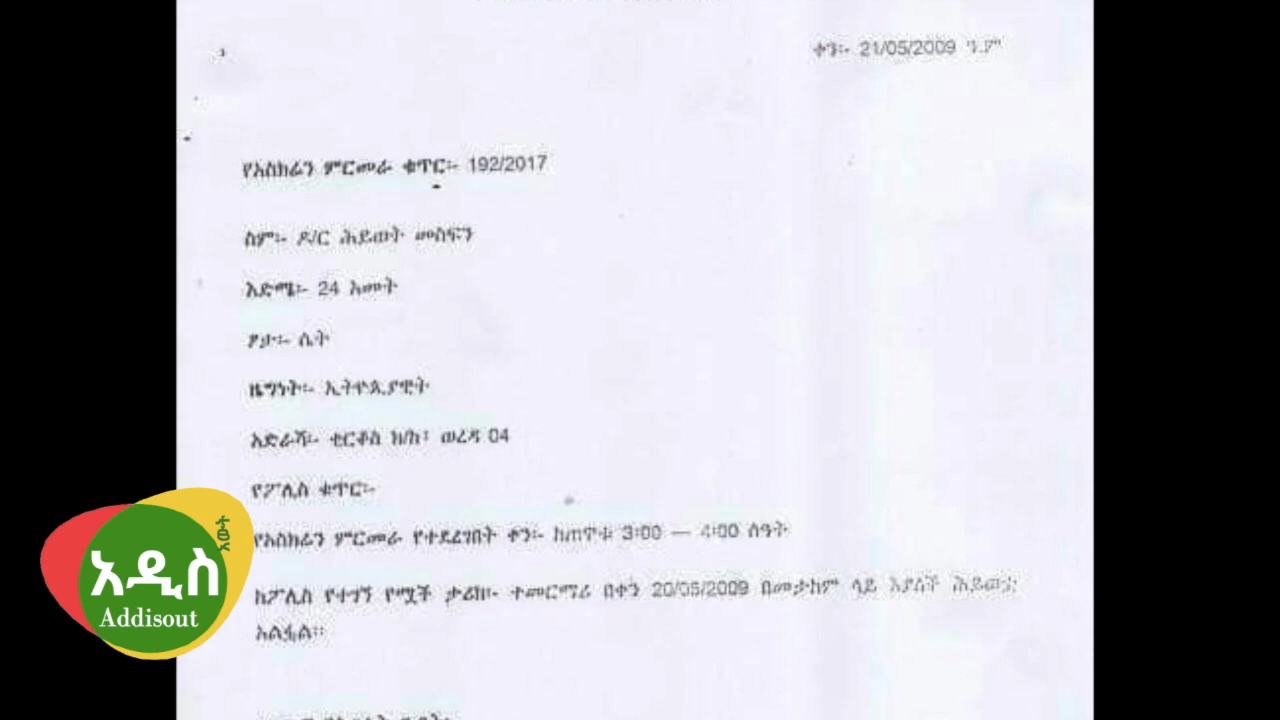 ቀን፡- 21/05/2009 ዓ.ም
የአስክሬን ምርመራ ቁጥር፡- 192/2017
ስም፡- ዶ/ር ሕይወት መስፍን
እድሜ፡- 24 አመት
ፆታ፡- ሴት
ዜግነት፡- ኢትዮጲያዊት
አድራሻ፡- ቂርቆስ ክ/ከ፣ ወረዳ 04
የፖሊስ ቁጥር፡-
የአስክሬን ምርመራ የተደረገበት ቀን፡- ከጠዋቱ 3፡00 — 4፡00 ሰዓት
ከፖሊስ የተገኘ የሟች ታሪክ፡- ተመርማሪ በቀን 20/05/2009 በመታከም ላይ እያለች ሕይወቷ
አልፏል።
አዲስ
አውት
Addisout